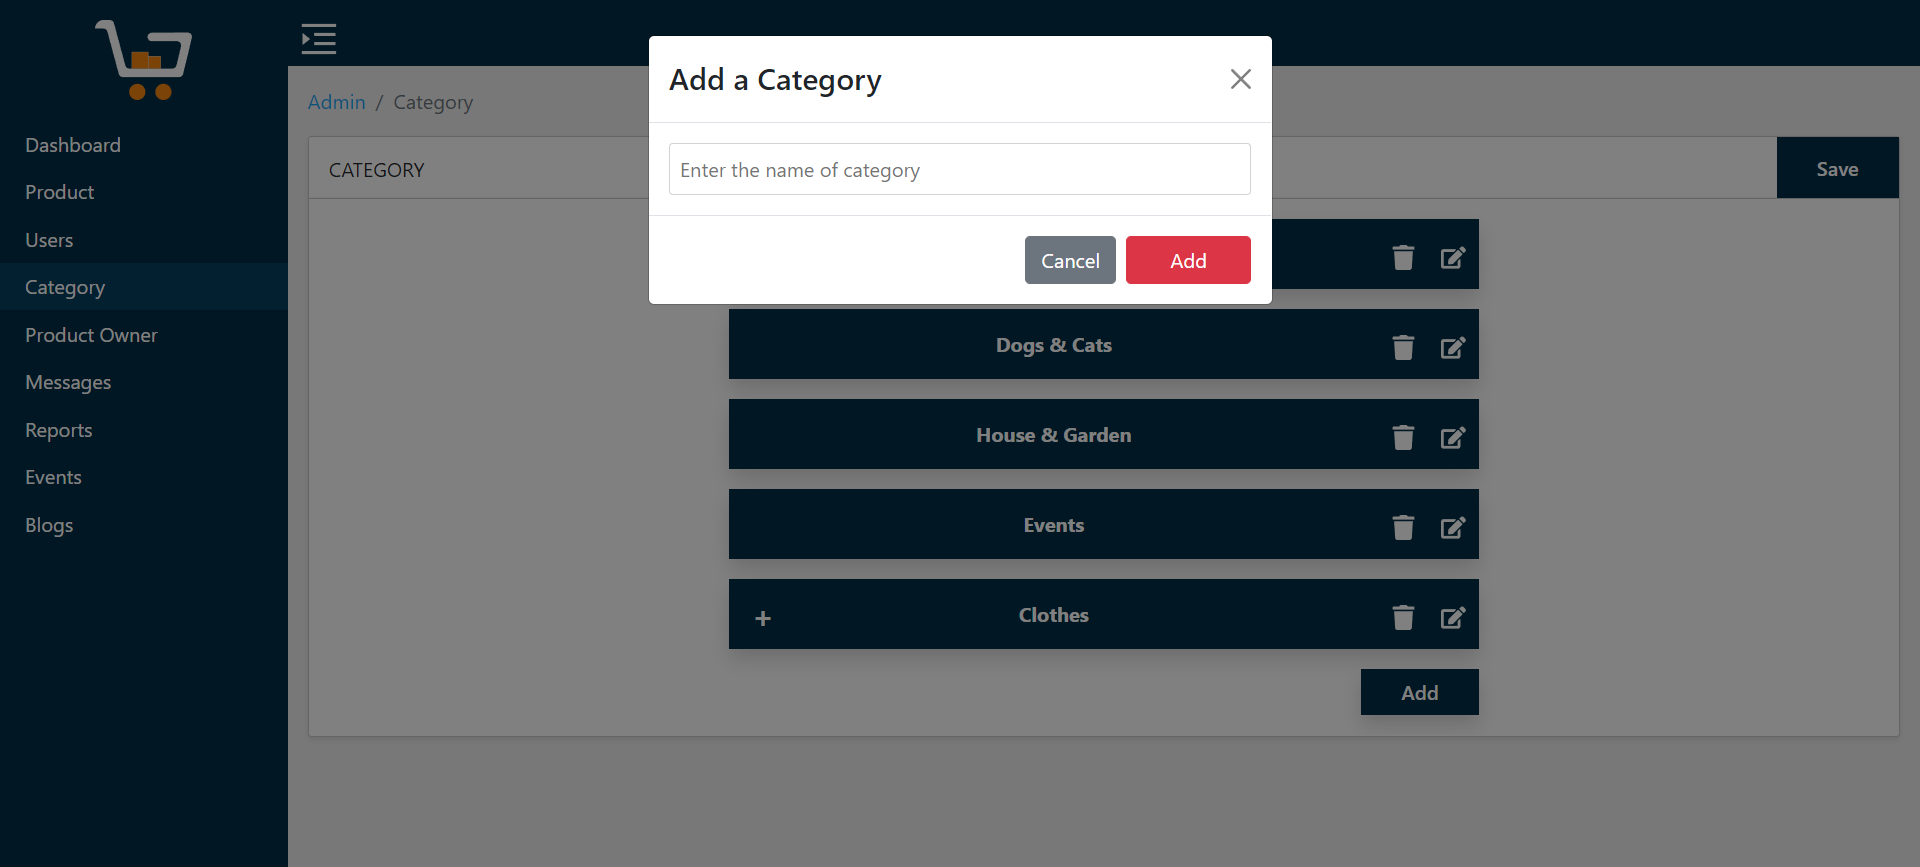 Dashboard
Product
Users
Category
Product Owner
Messages
Reports
Events
Blogs
Admin / Category
CATEGORY
Save
Add a Category
Enter the name of category
Cancel
Add
Dogs & Cats
House & Garden
Events
+ Clothes
Add